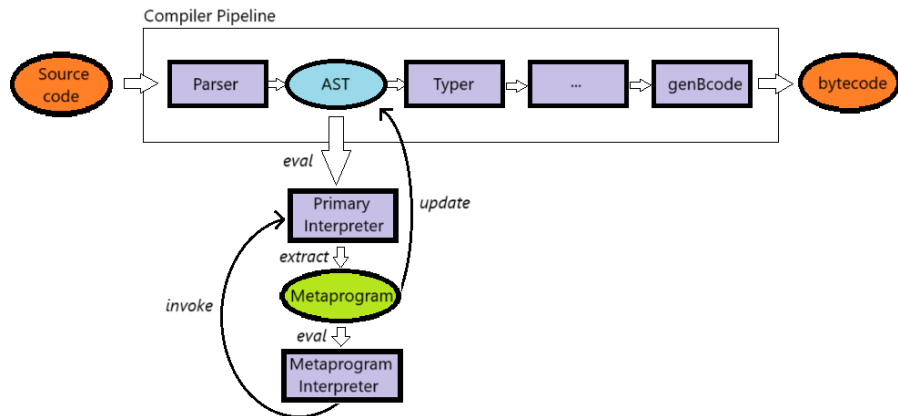 Compiler Pipeline
Source
code
Parser
AST
Typer
...
genBcode
bytecode
eval
Primary
Interpreter
update
extract
Metaprogram
invoke
eval
Metaprogram
Interpreter